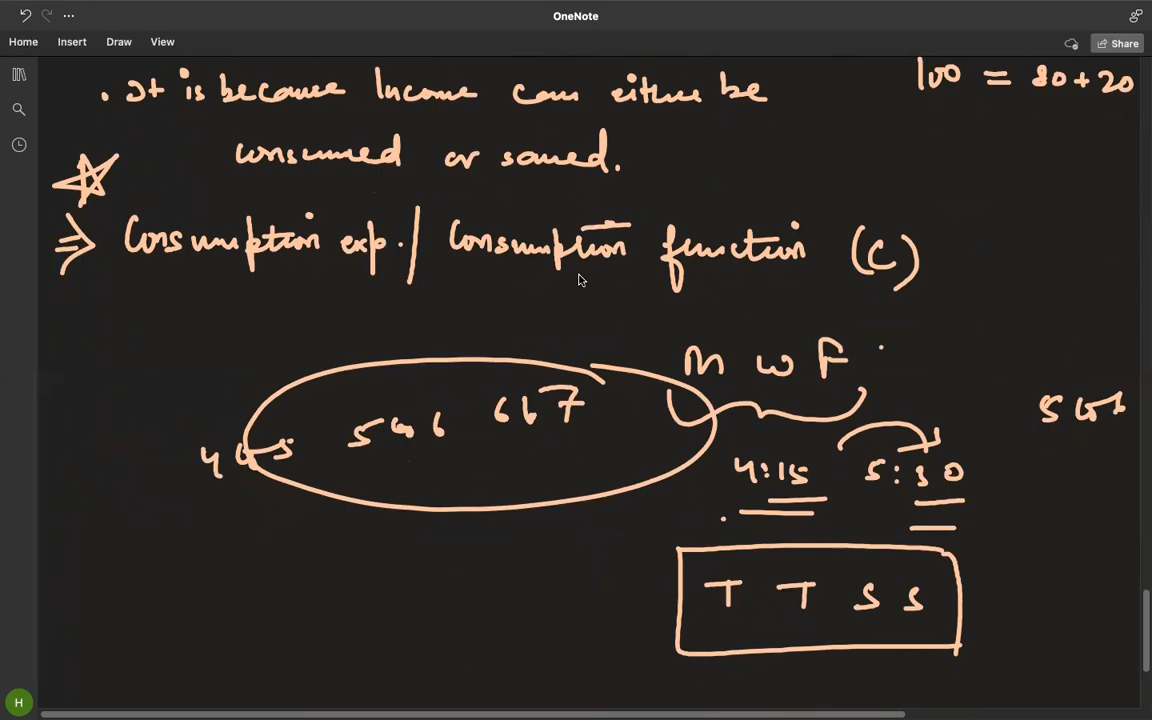 OneNote
Home Insert Draw View
Share
100 = 80+20
. It is because Income can either be
consumed or saved.
⇒ Consumption exp. / Consumption function (C)
M W F
4 to 5 5 to 6 6 to 7
4:15 5:30
T T S S
H